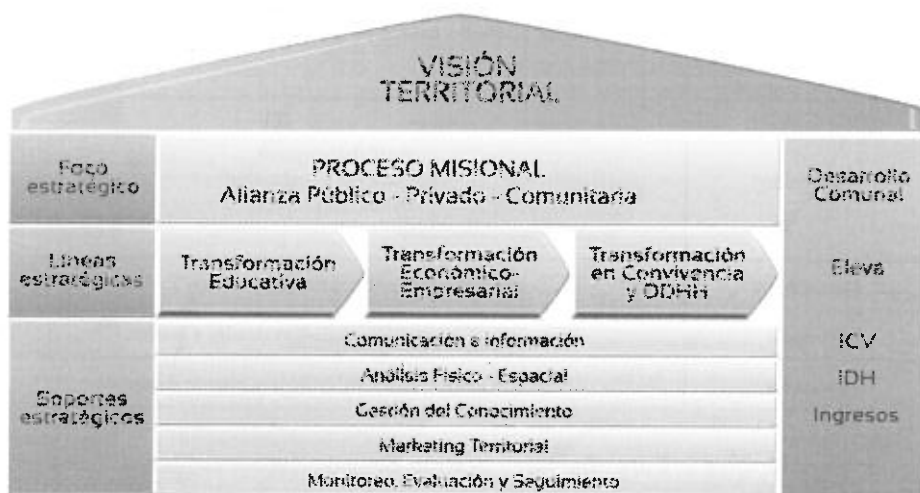 VISIÓN
TERRITORIAL
Foco
estratégico
PROCESO MISIONAL
Alianza Público - Privado - Comunitaria
Desarrollo
Comunal
Líneas
estratégicas
Transformación
Educativa
Transformación
Económico-
Empresarial
Transformación
en Convivencia
y DDHH
Eleva
Soportes
estratégicos
Comunicación e información
Análisis Físico - Espacial
Gestión del Conocimiento
Marketing Territorial
Monitoreo, Evaluación y Seguimiento
ICV
IDH
Ingresos